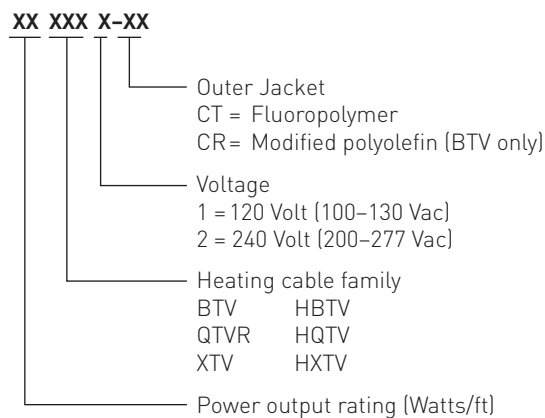 XX XXX X–XX
Outer Jacket
CT = Fluoropolymer
CR= Modified polyolefin (BTV only)
Voltage
1 = 120 Volt (100–130 Vac)
2 = 240 Volt (200–277 Vac)
Heating cable family
BTV HBTV
QTVR HQTV
XTV HXTV
Power output rating (Watts/ft)